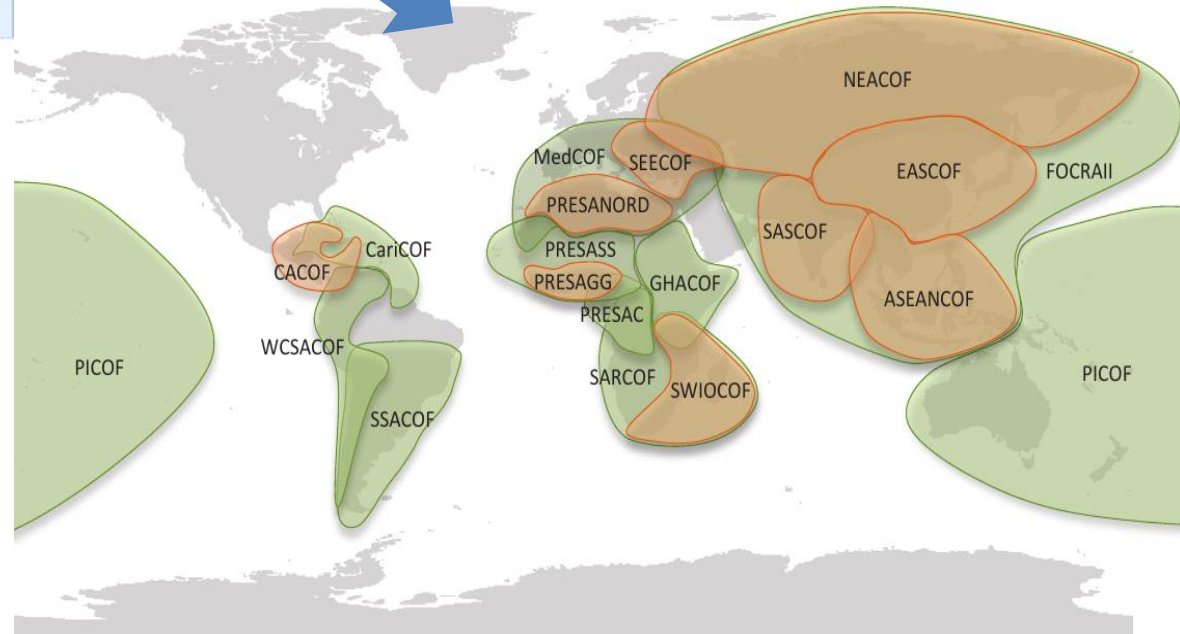 NEACOF
MedCOF
SEECOF
EASCOF
FOCRAII
PRESANORD
SASCOF
PRESASS
CariCOF
CACOF
PRESAGG
GHACOF
ASEANCOF
PRESAC
WCSACOF
PICOF
SARCOF
SWIOCOF
PICOF
SSACOF